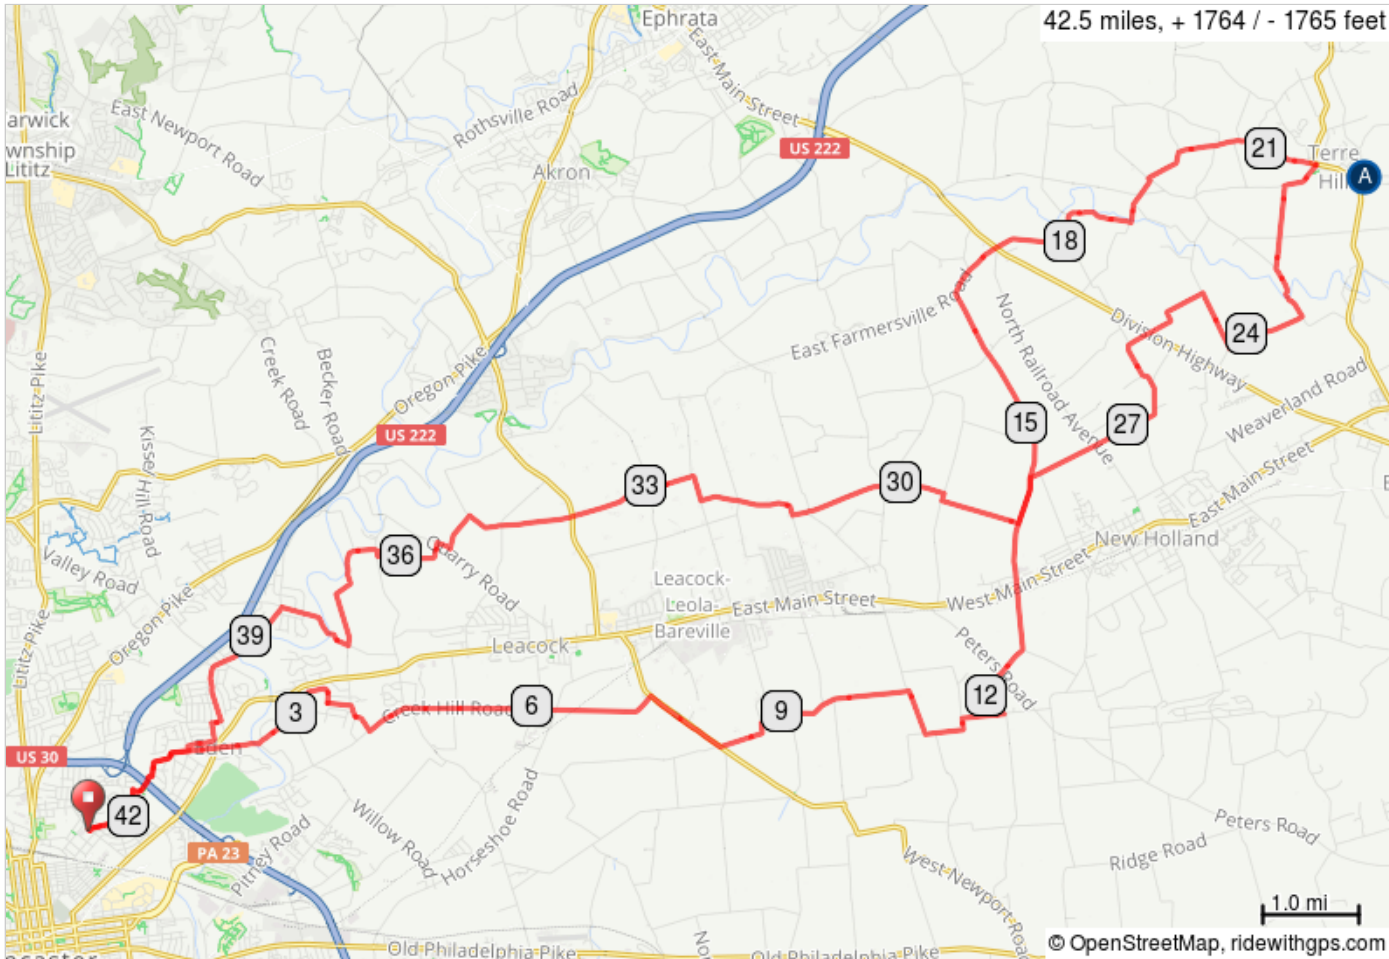 Ephrata
42.5 miles, + 1764 / - 1765 feet
East Main Street
Rothsville Road
East Newport Road
arwick
wnship
Lititz
US 222
Akron
21
Terre
Hill
A
18
East Farmersville Road
North Railroad Avenue
Division Highway
24
Creek Road
Becker Road
Oregon Pike
Lititz Pike
US 222
Kissel Hill Road
15
27
Weaverland Road
East Main Street
33
30
36
Quarry Road
New Holland
Valley Road
Leacock-
Leola-
Bareville
East Main Street
West Main Street
Oregon Pike
Lititz Pike
39
Leacock
Peters Road
3
Creek Hill Road
6
9
12
US 30
42
Willow Road
Horseshoe Road
Pitney Road
PA 23
Peters Road
Ridge Road
West Newport Road
1.0 mi
Old Philadelphia Pike
Old Philadelphia Pike
© OpenStreetMap, ridewithgps.com